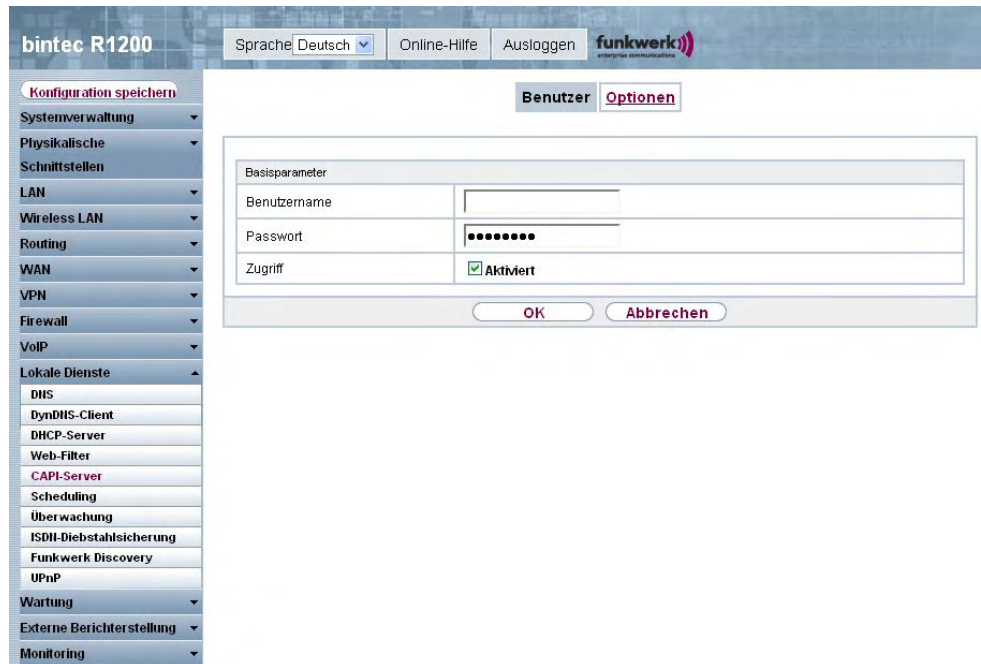 bintec R1200
Sprache Deutsch
Online-Hilfe
Ausloggen
funkwerk
enterprise communications
Konfiguration speichern
Systemverwaltung
Physikalische
Schnittstellen
LAN
Wireless LAN
Routing
WAN
VPN
Firewall
VoIP
Lokale Dienste
DNS
DynDNS-Client
DHCP-Server
Web-Filter
CAPI-Server
Scheduling
Überwachung
ISDN-Diebstahlsicherung
Funkwerk Discovery
UPnP
Wartung
Externe Berichterstellung
Monitoring
Benutzer
Optionen
Basisparameter
Benutzername
Passwort ••••••••
Zugriff Aktiviert
OK
Abbrechen